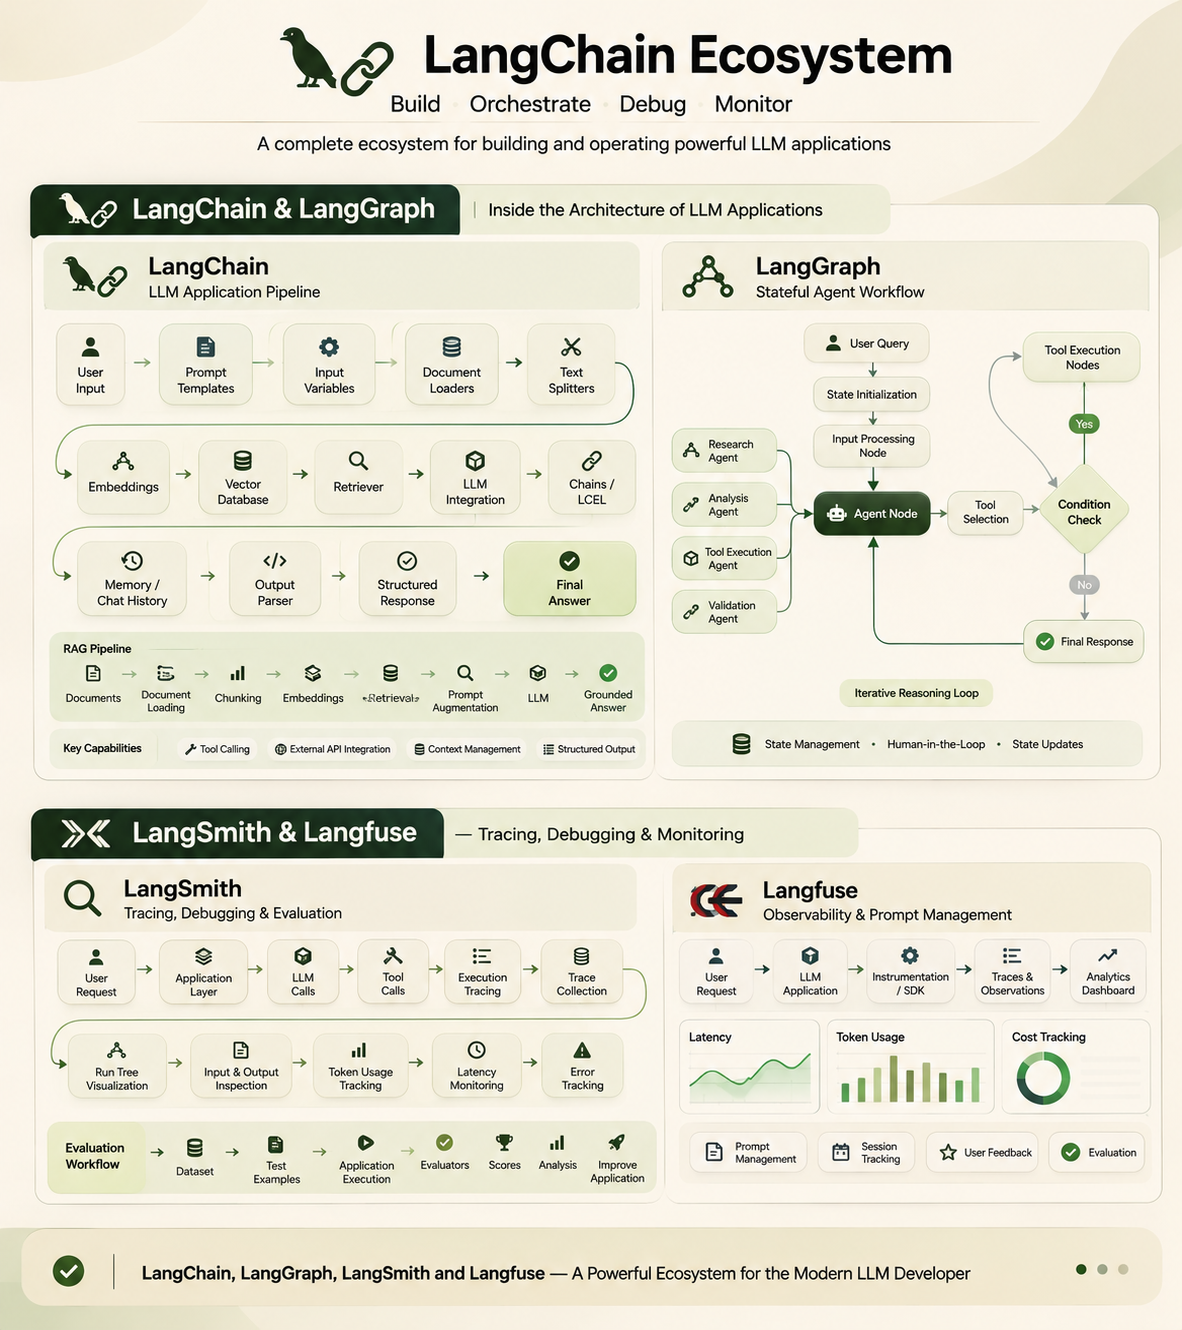 LangChain Ecosystem
Build · Orchestrate · Debug · Monitor
A complete ecosystem for building and operating powerful LLM applications
LangChain & LangGraph
| Inside the Architecture of LLM Applications
LangChain
LLM Application Pipeline
User
Input
Prompt
Templates
Input
Variables
Document
Loaders
Text
Splitters
Embeddings
Vector
Database
Retriever
LLM
Integration
Chains /
LCEL
Memory /
Chat History
Output
Parser
Structured
Response
Final
Answer
RAG Pipeline
Documents
Document
Loading
Chunking
Embeddings
Retrieval
Prompt
Augmentation
LLM
Grounded
Answer
Key Capabilities
Tool Calling
External API Integration
Context Management
Structured Output
LangGraph
Stateful Agent Workflow
User Query
State Initialization
Input Processing
Node
Research
Agent
Analysis
Agent
Tool Execution
Agent
Validation
Agent
Agent Node
Tool
Selection
Condition
Check
Tool Execution
Nodes
Yes
No
Final Response
Iterative Reasoning Loop
State Management • Human-in-the-Loop • State Updates
LangSmith & Langfuse
— Tracing, Debugging & Monitoring
LangSmith
Tracing, Debugging & Evaluation
User
Request
Application
Layer
LLM
Calls
Tool
Calls
Execution
Tracing
Trace
Collection
Run Tree
Visualization
Input & Output
Inspection
Token Usage
Tracking
Latency
Monitoring
Error
Tracking
Evaluation
Workflow
Dataset
Test
Examples
Application
Execution
Evaluators
Scores
Analysis
Improve
Application
Langfuse
Observability & Prompt Management
User
Request
LLM
Application
Instrumentation
/ SDK
Traces &
Observations
Analytics
Dashboard
Latency
Token Usage
Cost Tracking
Prompt
Management
Session
Tracking
User Feedback
Evaluation
LangChain, LangGraph, LangSmith and Langfuse — A Powerful Ecosystem for the Modern LLM Developer